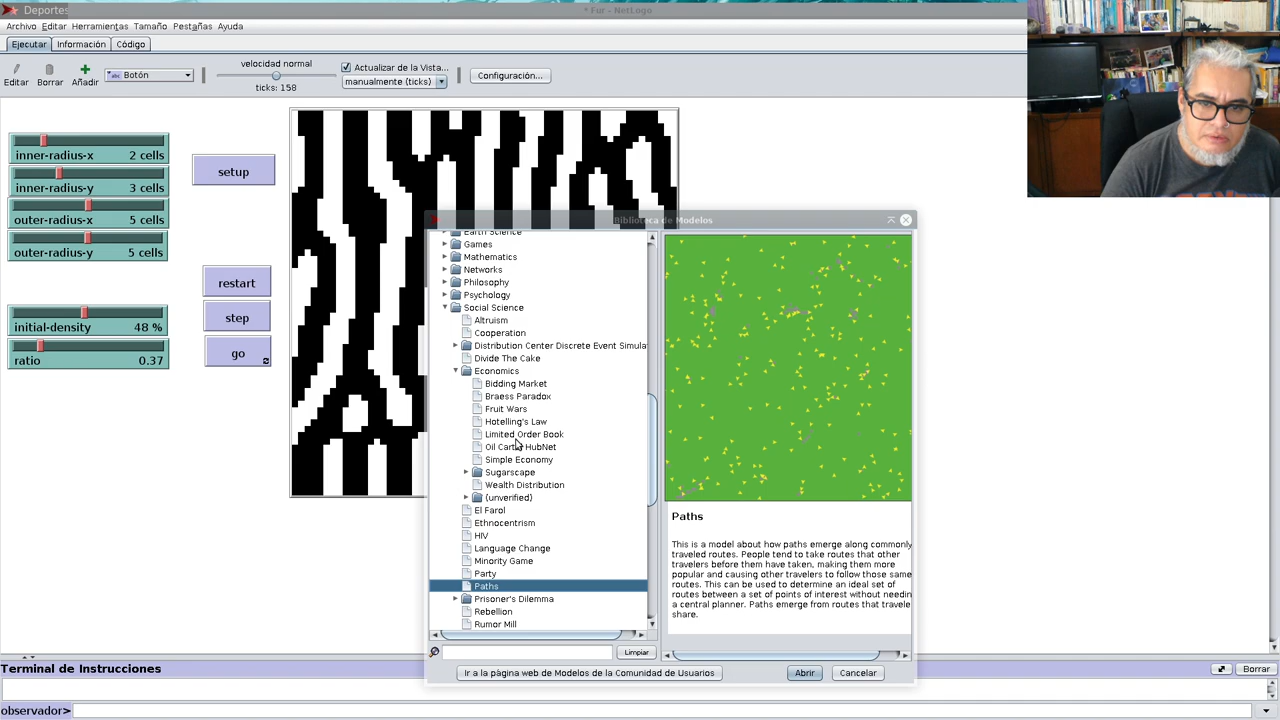 Deportes
* Fur - NetLogo
Archivo Editar Herramientas Tamaño Pestañas Ayuda
Ejecutar Información Código
Editar Borrar Añadir
abc Botón
velocidad normal
ticks: 158
Actualizar de la Vista...
manualmente (ticks)
Configuración...
inner-radius-x 2 cells
inner-radius-y 3 cells
outer-radius-x 5 cells
outer-radius-y 5 cells
initial-density 48 %
ratio 0.37
setup
restart
step
go
Biblioteca de Modelos
Earth Science
Games
Mathematics
Networks
Philosophy
Psychology
Social Science
Altruism
Cooperation
Distribution Center Discrete Event Simula
Divide The Cake
Economics
Bidding Market
Braess Paradox
Fruit Wars
Hotelling's Law
Limited Order Book
Oil Cartel HubNet
Simple Economy
Sugarscape
Wealth Distribution
(unverified)
El Farol
Ethnocentrism
HIV
Language Change
Minority Game
Party
Paths
Prisoner's Dilemma
Rebellion
Rumor Mill
Limpiar
Paths
This is a model about how paths emerge along commonly
traveled routes. People tend to take routes that other
travelers before them have taken, making them more
popular and causing other travelers to follow those same
routes. This can be used to determine an ideal set of
routes between a set of points of interest without needin
a central planner. Paths emerge from routes that travele
share.
Ir a la página web de Modelos de la Comunidad de Usuarios
Abrir
Cancelar
Terminal de Instrucciones
Borrar
observador>